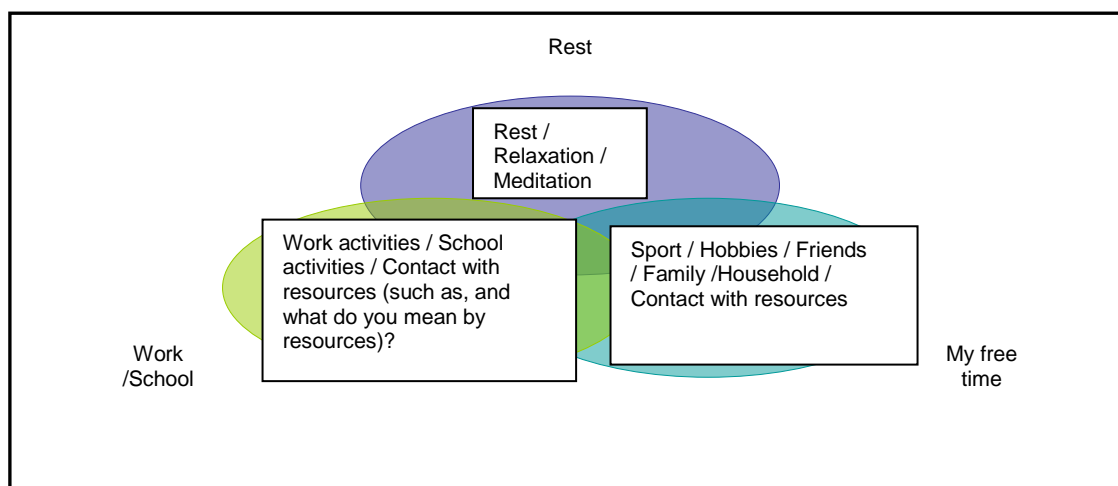 Rest
Rest /
Relaxation /
Meditation
Work activities / School
activities / Contact with
resources (such as, and
what do you mean by
resources)?
Sport / Hobbies / Friends
/ Family /Household /
Contact with resources
Work
/School
My free
time